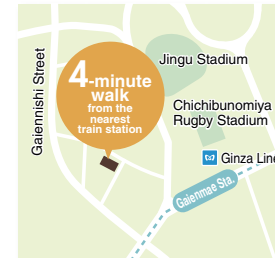 Gaiennishi Street
4-minute
walk
from the
nearest
train station
Jingu Stadium
Chichibunomiya
Rugby Stadium
Ginza Line
Gaienmae Sta.